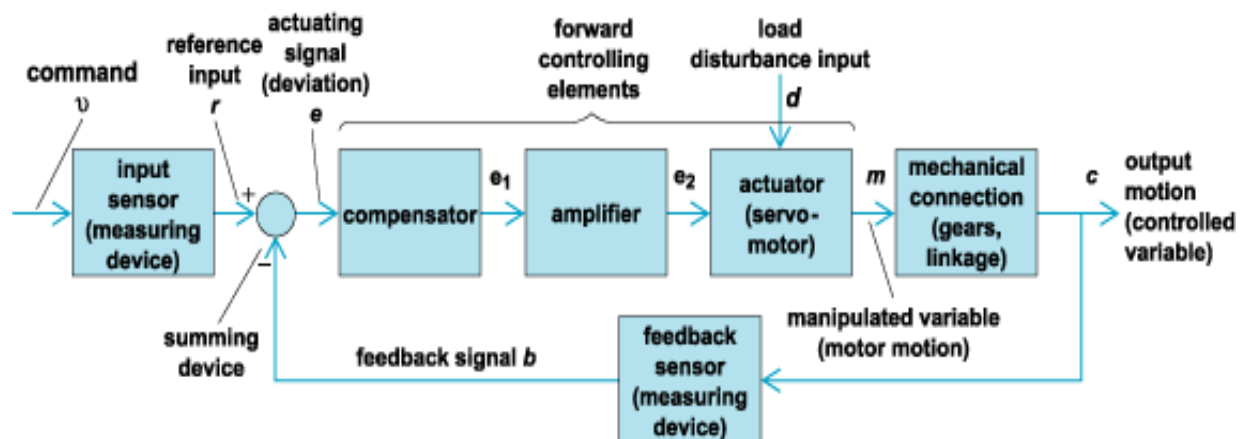 command
υ
reference
input
r
actuating
signal
(deviation)
e
forward
controlling
elements
load
disturbance input
d
input
sensor
(measuring
device)
+
−
summing
device
compensator
e1
amplifier
e2
actuator
(servo-
motor)
m
mechanical
connection
(gears,
linkage)
c
output
motion
(controlled
variable)
manipulated variable
(motor motion)
feedback signal b
feedback
sensor
(measuring
device)